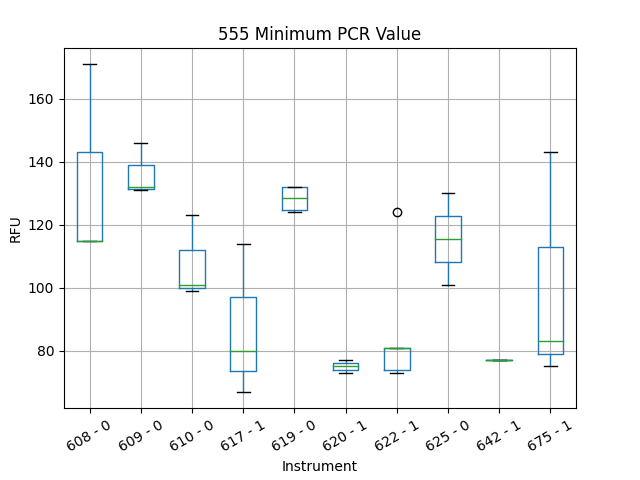 555 Minimum PCR Value
160
140
120
100
80
RFU
608 - 0
609 - 0
610 - 0
617 - 1
619 - 0
620 - 1
622 - 1
625 - 0
642 - 1
675 - 1
Instrument